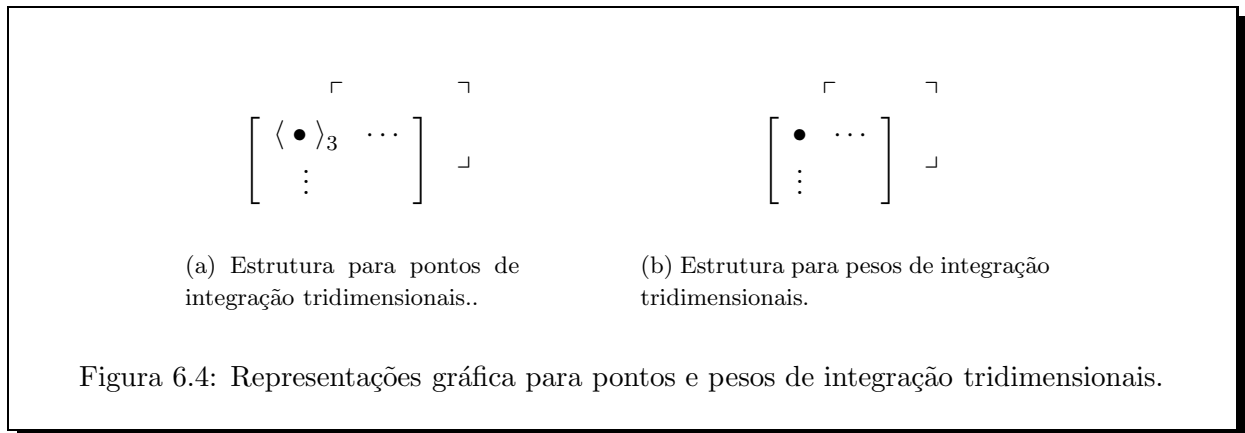 ⌜ ⌝
[ ⟨ • ⟩₃ ⋯ ] ⌟
⋮
⌜ ⌝
[ • ⋯ ] ⌟
⋮
(a) Estrutura para pontos de
integração tridimensionais..
(b) Estrutura para pesos de integração
tridimensionais.
Figura 6.4: Representações gráfica para pontos e pesos de integração tridimensionais.